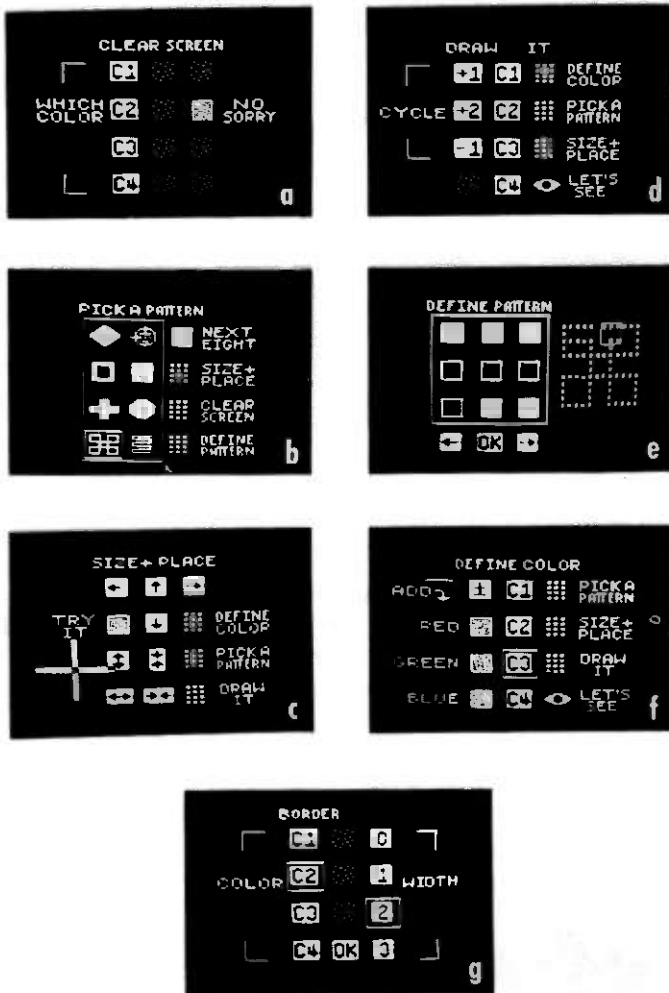 CLEAR SCREEN
C1
WHICH COLOR C2 NO SORRY
C3
C4
a
DRAW IT
+1 C1 DEFINE COLOR
CYCLE +2 C2 PICK A PATTERN
-1 C3 SIZE+ PLACE
C4 LET'S SEE
d
PICK A PATTERN
NEXT EIGHT
SIZE+ PLACE
CLEAR SCREEN
DEFINE PATTERN
b
DEFINE PATTERN
← OK →
e
SIZE+ PLACE
← ↑ →
TRY IT ↓ DEFINE COLOR
PICK A PATTERN
DRAW IT
c
DEFINE COLOR
ADD ± C1 PICK A PATTERN
RED C2 SIZE+ PLACE
GREEN C3 DRAW IT
BLUE C4 LET'S SEE
f
BORDER
C1 0
COLOR C2 1 WIDTH
C3 2
C4 OK 3
g